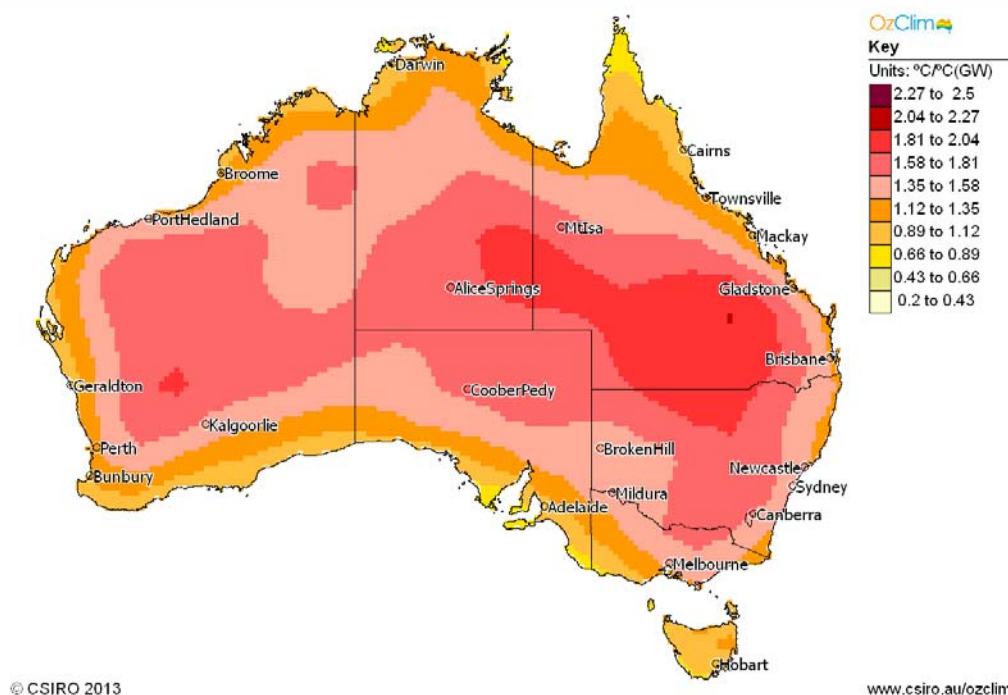 OzClim
Key
Units: ºC/ºC(GW)
2.27 to 2.5
2.04 to 2.27
1.81 to 2.04
1.58 to 1.81
1.35 to 1.58
1.12 to 1.35
0.89 to 1.12
0.66 to 0.89
0.43 to 0.66
0.2 to 0.43
Darwin
Cairns
Broome
Townsville
PortHedland
MtIsa
Mackay
AliceSprings
Gladstone
Brisbane
Geraldton
CooberPedy
Kalgoorlie
Perth
BrokenHill
Bunbury
Newcastle
Sydney
Mildura
Adelaide
Canberra
Melbourne
Hobart
© CSIRO 2013
www.csiro.au/ozclim